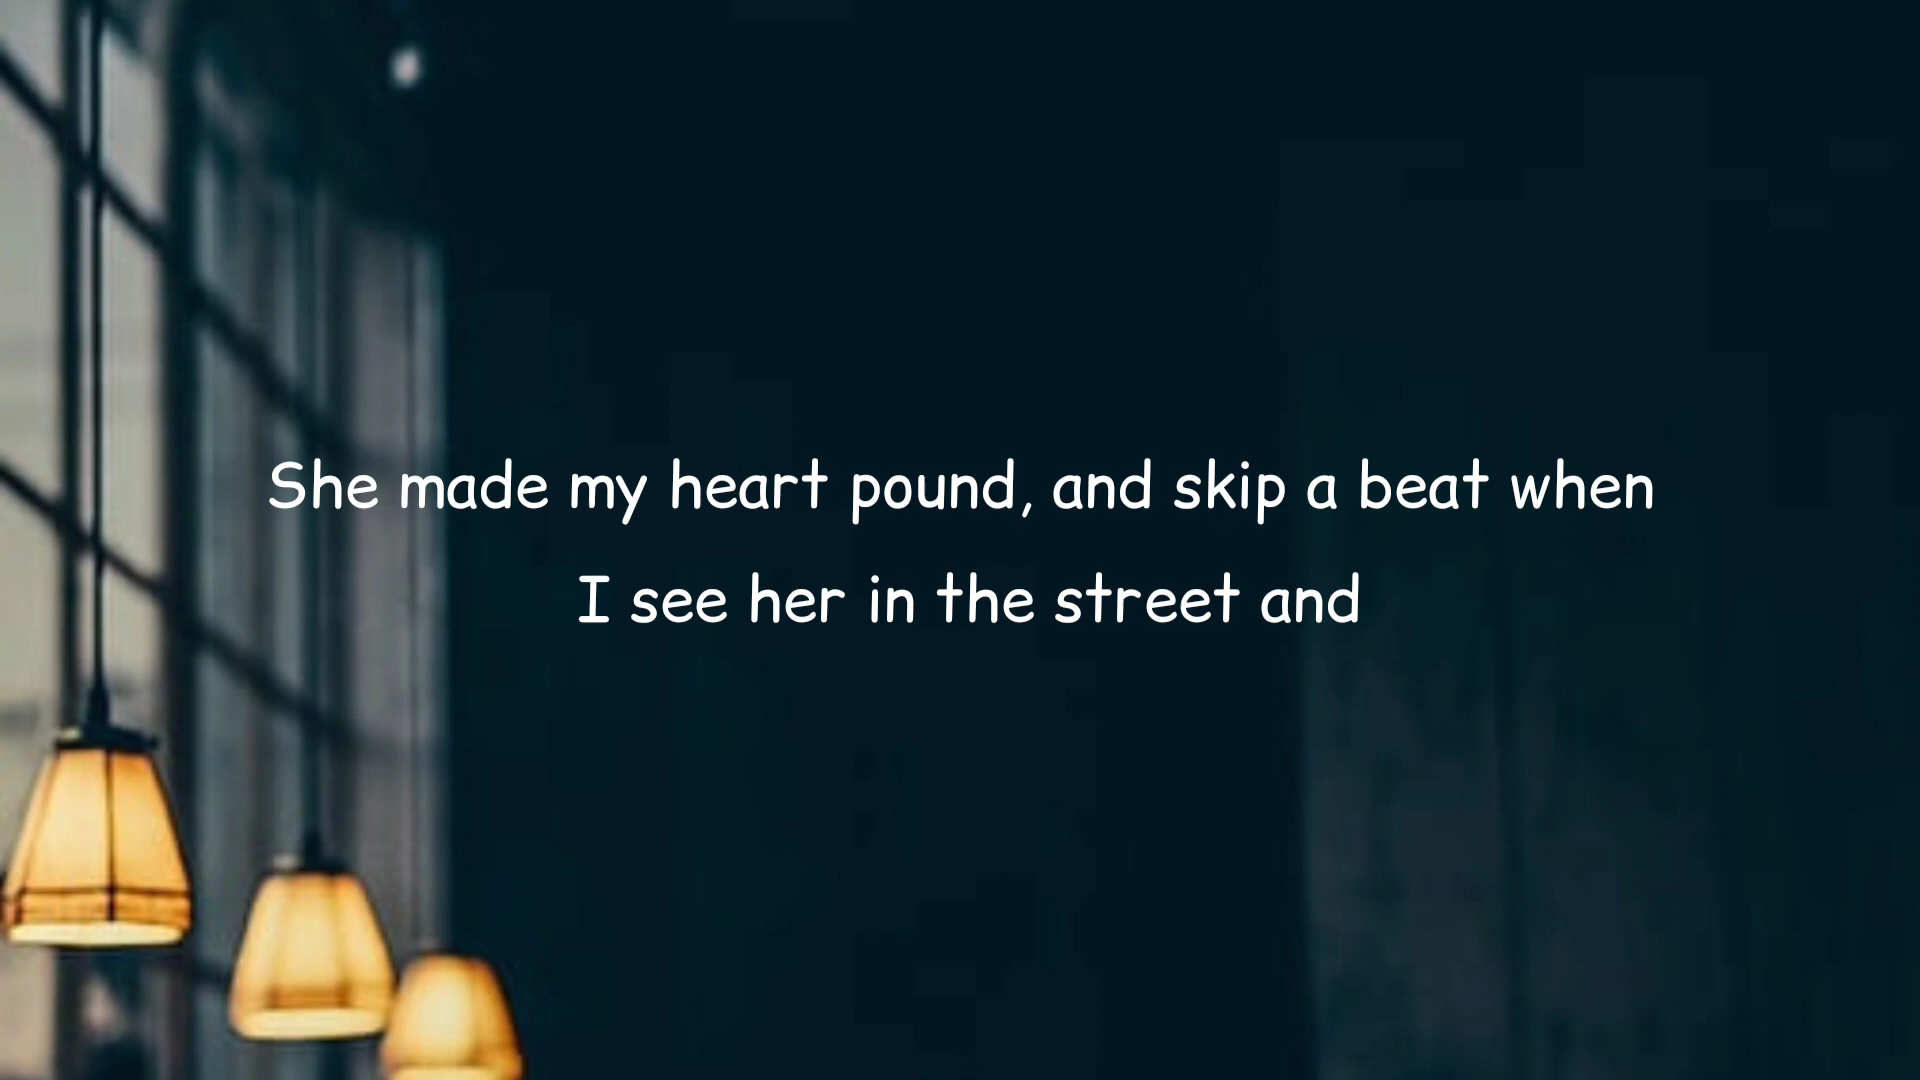 She made my heart pound, and skip a beat when
I see her in the street and